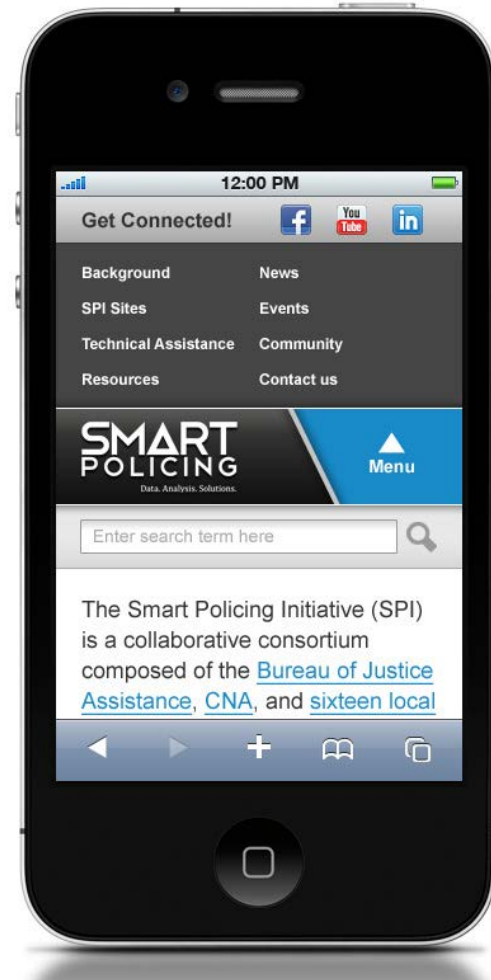 12:00 PM
Get Connected!
f
You
Tube
in
Background
News
SPI Sites
Events
Technical Assistance
Community
Resources
Contact us
SMART
POLICING
Data. Analysis. Solutions.
Menu
Enter search term here
The Smart Policing Initiative (SPI)
is a collaborative consortium
composed of the Bureau of Justice
Assistance, CNA, and sixteen local